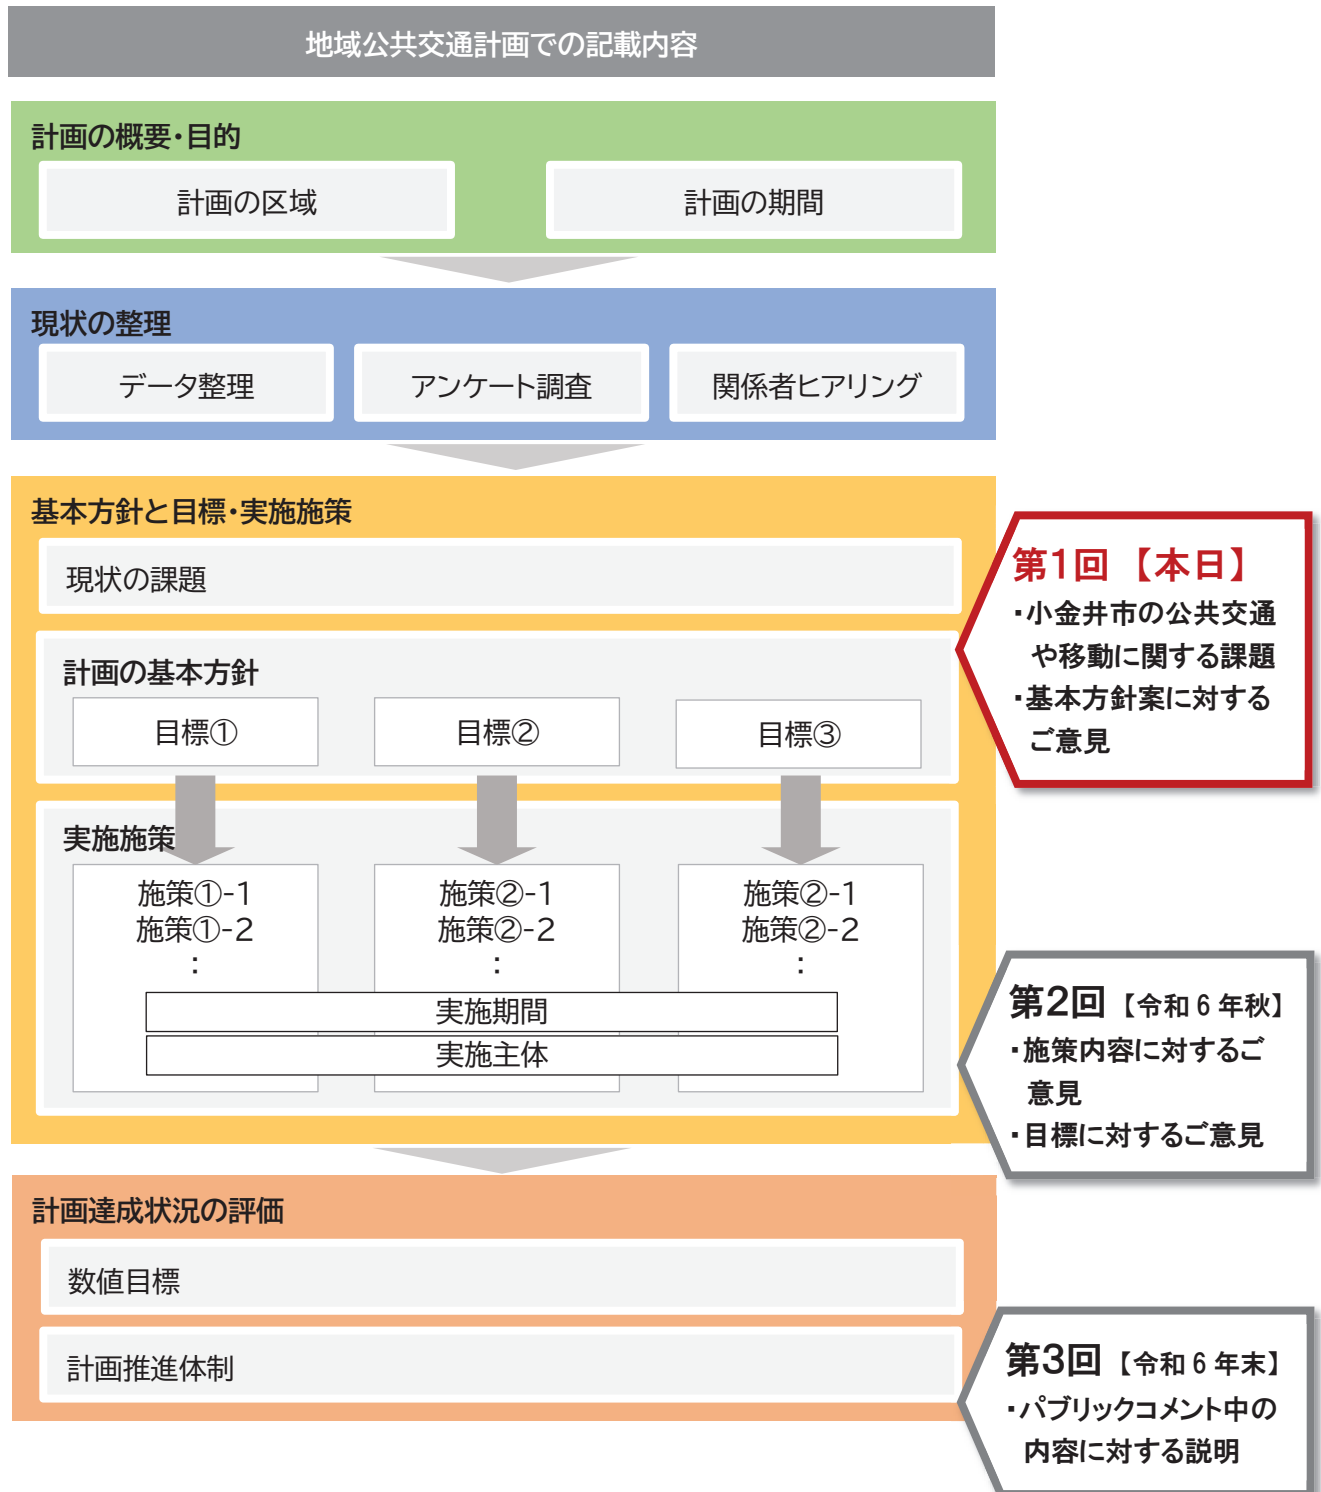 地域公共交通計画での記載内容
計画の概要・目的
計画の区域
計画の期間
現状の整理
データ整理
アンケート調査
関係者ヒアリング
基本方針と目標・実施施策
現状の課題
計画の基本方針
目標①
目標②
目標③
実施施策
施策①-1
施策①-2
：
施策②-1
施策②-2
：
施策②-1
施策②-2
：
実施期間
実施主体
計画達成状況の評価
数値目標
計画推進体制
第1回【本日】
・小金井市の公共交通
や移動に関する課題
・基本方針案に対する
ご意見
第2回【令和６年秋】
・施策内容に対するご
意見
・目標に対するご意見
第3回【令和６年末】
・パブリックコメント中の
内容に対する説明